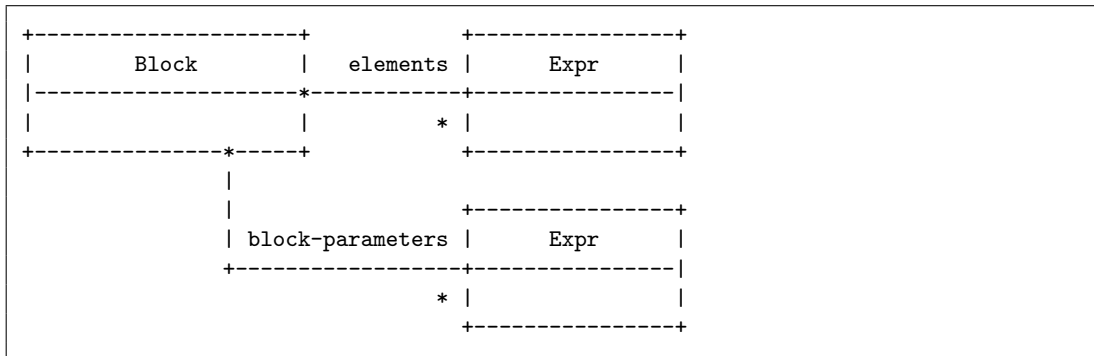 +---------------------+            +----------------+
|        Block        |   elements |      Expr      |
|---------------------*------------+----------------|
|                     |          * |                |
+---------------*-----+            +----------------+
                |
                |                  +----------------+
                | block-parameters |      Expr      |
                +------------------+----------------|
                                 * |                |
                                   +----------------+